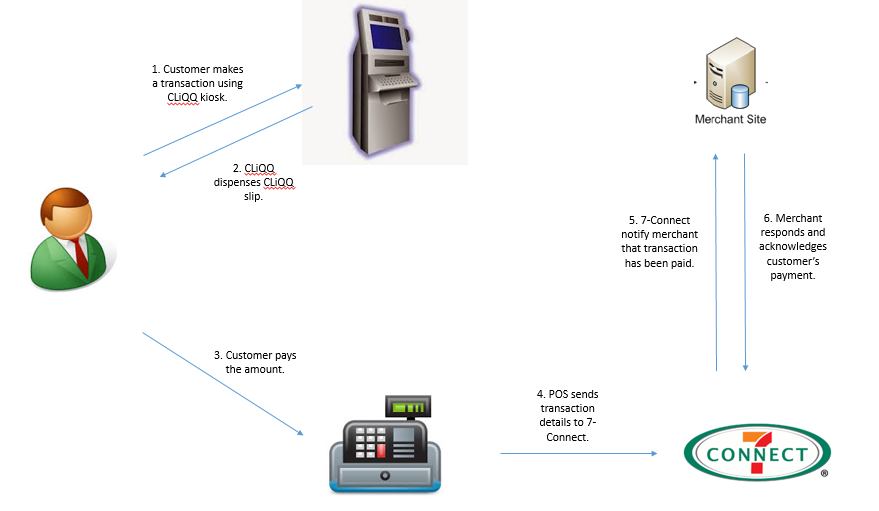 1. Customer makes
a transaction using
CLiQQ kiosk.
2. CLiQQ
dispenses CLiQQ
slip.
3. Customer pays
the amount.
4. POS sends
transaction
details to 7-
Connect.
5. 7-Connect
notify merchant
that transaction
has been paid.
6. Merchant
responds and
acknowledges
customer's
payment.
Merchant Site
7
CONNECT
®